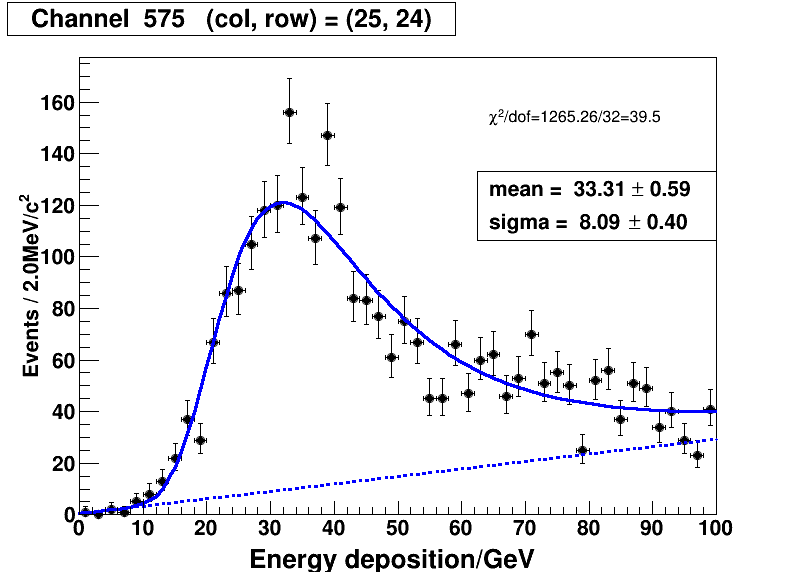 Channel  575   (col, row) = (25, 24)
χ²/dof=1265.26/32=39.5
mean =  33.31 ± 0.59
sigma =  8.09 ± 0.40
Events / 2.0MeV/c²
160
140
120
100
80
60
40
20
0
0 10 20 30 40 50 60 70 80 90 100
Energy deposition/GeV